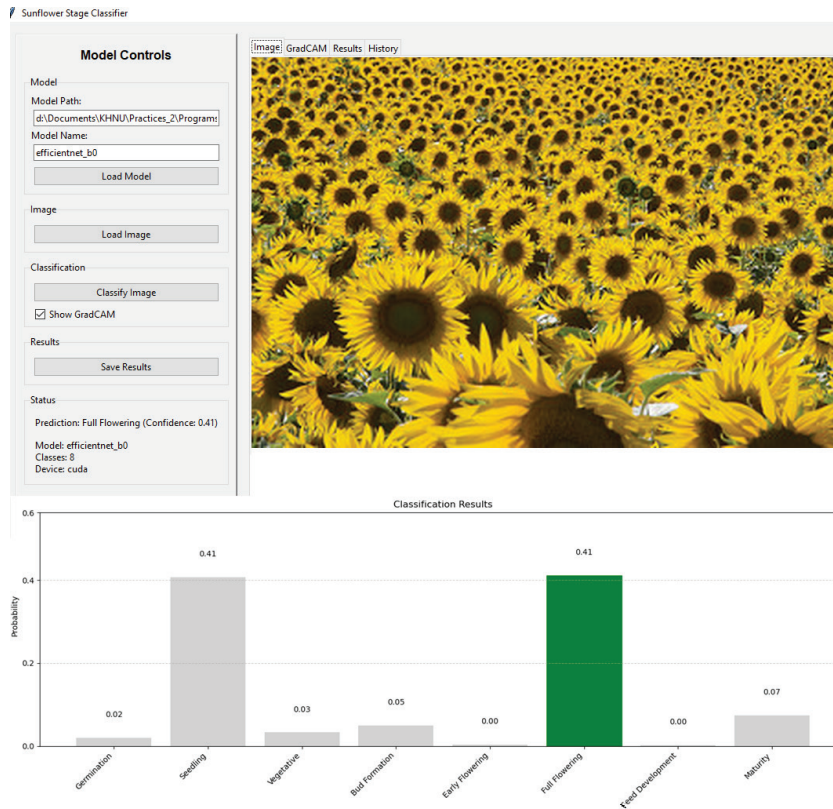 Sunflower Stage Classifier
Model Controls
Model
Model Path:
d:\Documents\KHNU\Practices_2\Programs
Model Name:
efficientnet_b0
Load Model
Image
Load Image
Classification
Classify Image
Show GradCAM
Results
Save Results
Status
Prediction: Full Flowering (Confidence: 0.41)
Model: efficientnet_b0
Classes: 8
Device: cuda
Image GradCAM Results History
Classification Results
Probability
0.6
0.4
0.2
0.0
0.02
0.41
0.03
0.05
0.00
0.41
0.00
0.07
Germination
Seedling
Vegetative
Bud Formation
Early Flowering
Full Flowering
Feed Development
Maturity